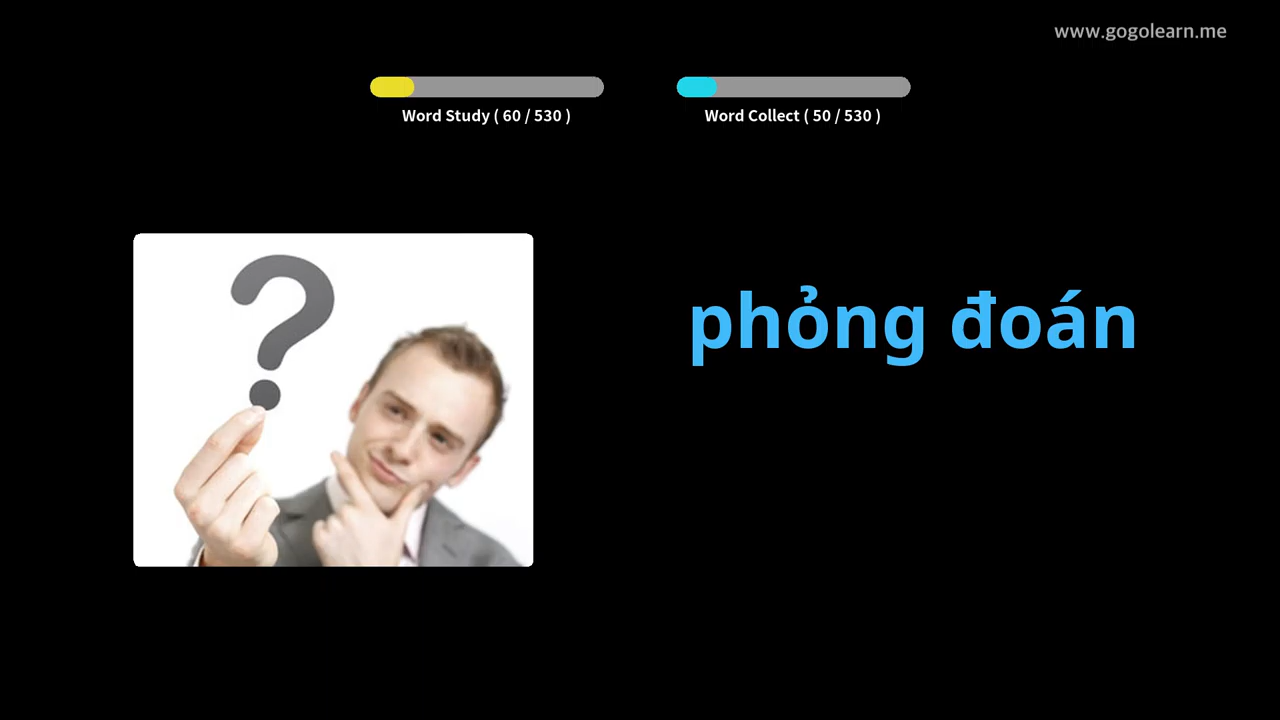 www.gogolearn.me
Word Study ( 60 / 530 )
Word Collect ( 50 / 530 )
?
phỏng đoán